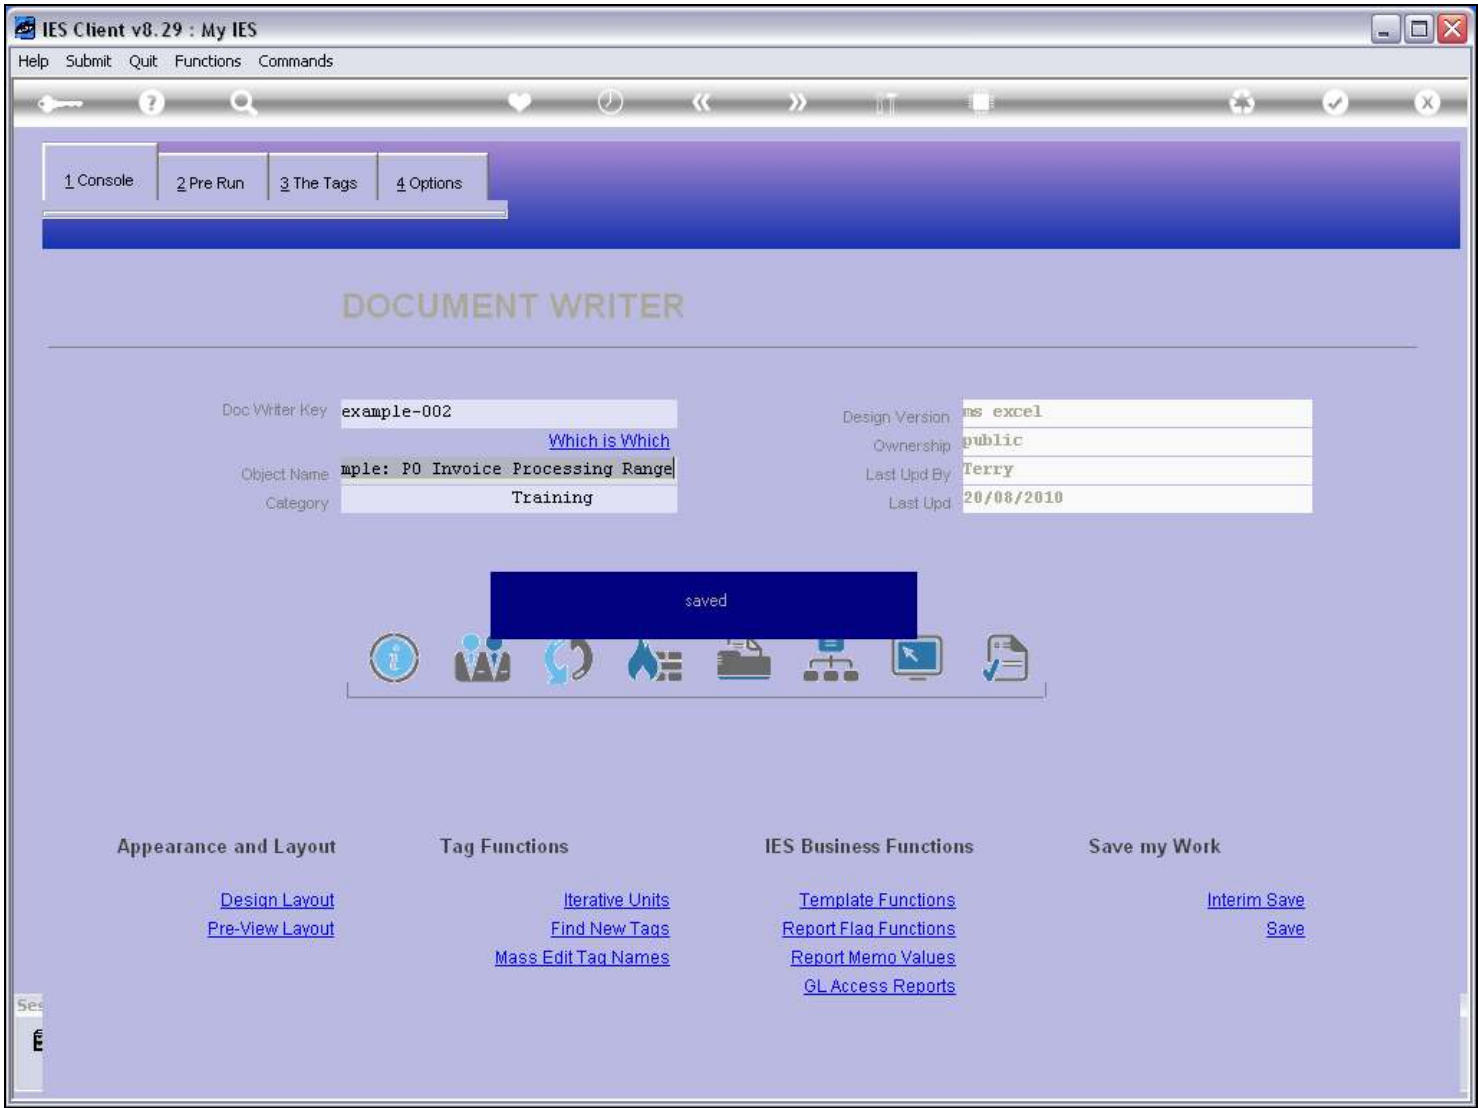 IES Client v8.29 : My IES
Help Submit Quit Functions Commands
1 Console
2 Pre Run
3 The Tags
4 Options
DOCUMENT WRITER
Doc Writer Key example-002
Which is Which
Object Name mple: PO Invoice Processing Range
Category Training
Design Version ms excel
Ownership public
Last Upd By Terry
Last Upd 20/08/2010
saved
Appearance and Layout
Design Layout
Pre-View Layout
Tag Functions
Iterative Units
Find New Tags
Mass Edit Tag Names
IES Business Functions
Template Functions
Report Flag Functions
Report Memo Values
GL Access Reports
Save my Work
Interim Save
Save
Ses